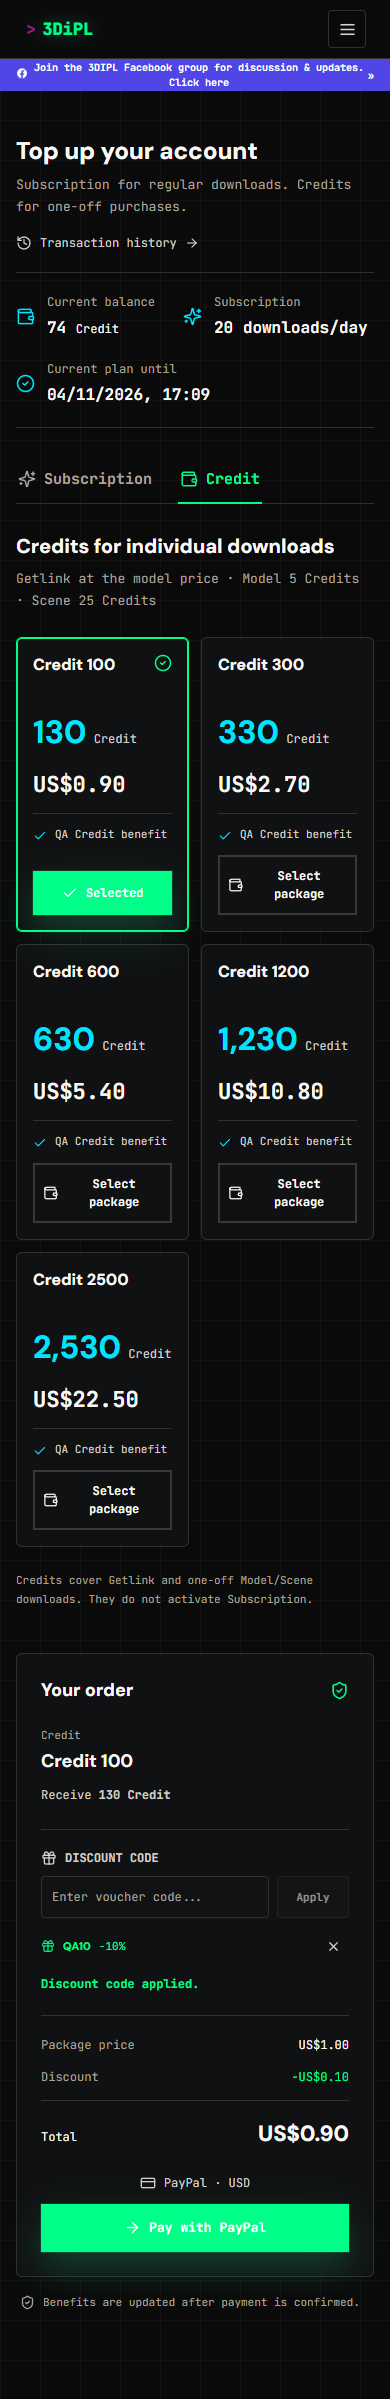 > 3DiPL
Join the 3DIPL Facebook group for discussion & updates.
Click here »
Top up your account
Subscription for regular downloads. Credits
for one-off purchases.
Transaction history →
Current balance
74 Credit
Subscription
20 downloads/day
Current plan until
04/11/2026, 17:09
Subscription
Credit
Credits for individual downloads
Getlink at the model price · Model 5 Credits
· Scene 25 Credits
Credit 100
130 Credit
US$0.90
QA Credit benefit
Selected
Credit 300
330 Credit
US$2.70
QA Credit benefit
Select
package
Credit 600
630 Credit
US$5.40
QA Credit benefit
Select
package
Credit 1200
1,230 Credit
US$10.80
QA Credit benefit
Select
package
Credit 2500
2,530 Credit
US$22.50
QA Credit benefit
Select
package
Credits cover Getlink and one-off Model/Scene
downloads. They do not activate Subscription.
Your order
Credit
Credit 100
Receive 130 Credit
DISCOUNT CODE
Enter voucher code...
Apply
QA10 -10%
Discount code applied.
Package price US$1.00
Discount -US$0.10
Total US$0.90
PayPal · USD
→ Pay with PayPal
Benefits are updated after payment is confirmed.